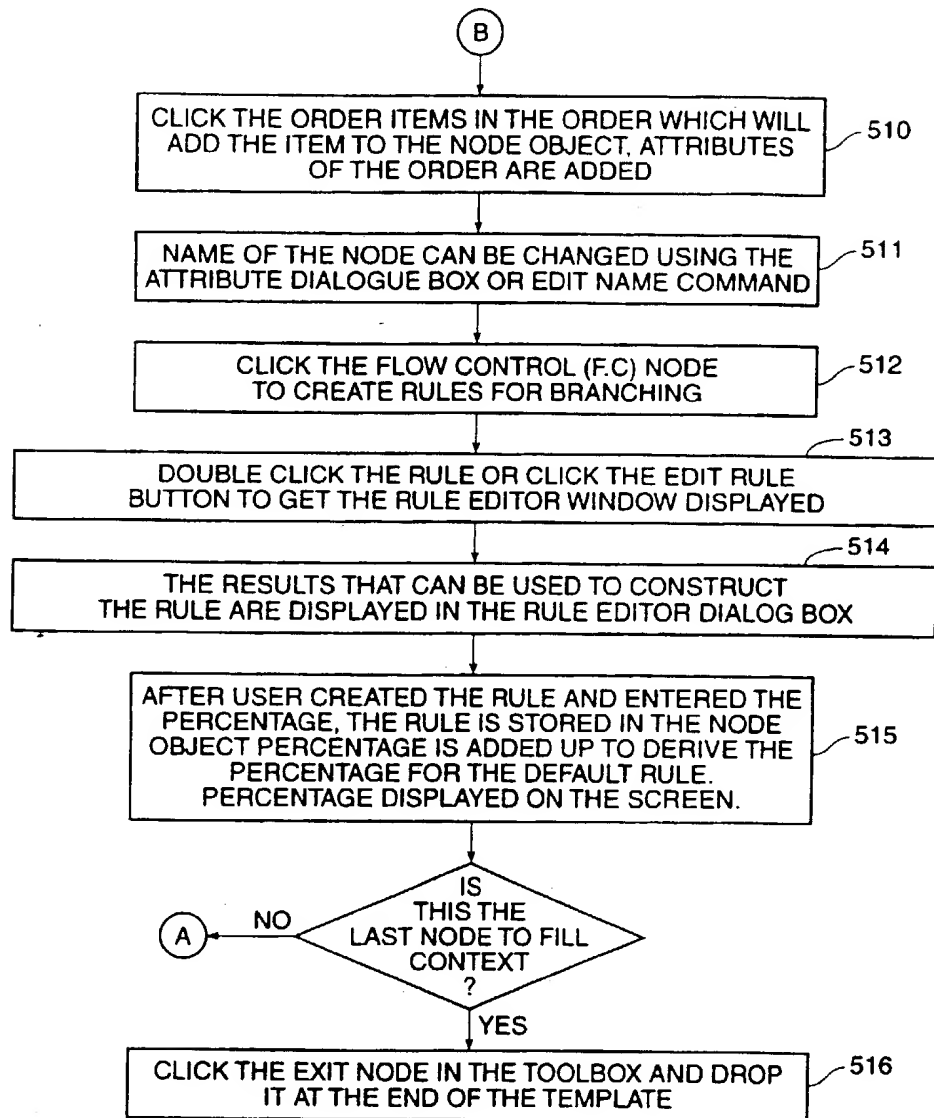 B
CLICK THE ORDER ITEMS IN THE ORDER WHICH WILL
ADD THE ITEM TO THE NODE OBJECT, ATTRIBUTES
OF THE ORDER ARE ADDED
510
NAME OF THE NODE CAN BE CHANGED USING THE
ATTRIBUTE DIALOGUE BOX OR EDIT NAME COMMAND
511
CLICK THE FLOW CONTROL (F.C) NODE
TO CREATE RULES FOR BRANCHING
512
513
DOUBLE CLICK THE RULE OR CLICK THE EDIT RULE
BUTTON TO GET THE RULE EDITOR WINDOW DISPLAYED
514
THE RESULTS THAT CAN BE USED TO CONSTRUCT
THE RULE ARE DISPLAYED IN THE RULE EDITOR DIALOG BOX
AFTER USER CREATED THE RULE AND ENTERED THE
PERCENTAGE, THE RULE IS STORED IN THE NODE
OBJECT PERCENTAGE IS ADDED UP TO DERIVE THE
PERCENTAGE FOR THE DEFAULT RULE.
PERCENTAGE DISPLAYED ON THE SCREEN.
515
IS
THIS THE
LAST NODE TO FILL
CONTEXT
?
NO
A
YES
CLICK THE EXIT NODE IN THE TOOLBOX AND DROP
IT AT THE END OF THE TEMPLATE
516